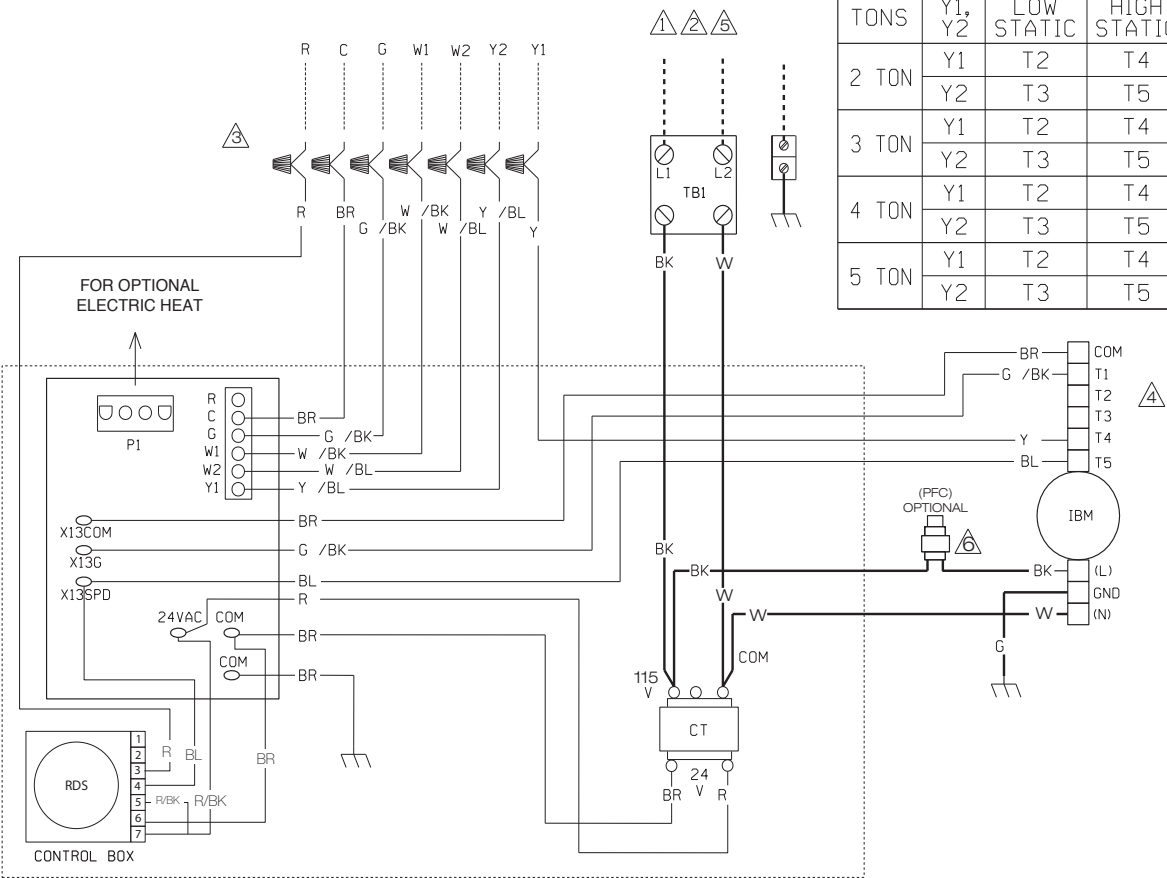 1 2 5
TONS Y1, Y2 LOW STATIC HIGH
2 TON Y1 T2 T4
Y2 T3 T5
3 TON Y1 T2 T4
Y2 T3 T5
4 TON Y1 T2 T4
Y2 T3 T5
5 TON Y1 T2 T4
Y2 T3 T5
R C G W1 W2 Y2 Y1
3
L1 L2
TB1
R BR G /BK W /BK W /BL Y /BL Y
BK W
FOR OPTIONAL
ELECTRIC HEAT
P1
R
C BR
G G /BK
W1 W /BK
W2 W /BL
Y1 Y /BL
BR COM
G /BK T1
T2
T3
Y T4
BL T5
4
IBM
(PFC)
OPTIONAL
6
X13COM BR
X13G G /BK
X13SPD BL
R
24VAC COM BR
COM BR
BK
BK BK (L)
GND
W W W (N)
G
COM
115
V
CT
24
V
BR R
RDS
1
2
3
4
5
6
7
R BL BR
R/BK R/BK
CONTROL BOX